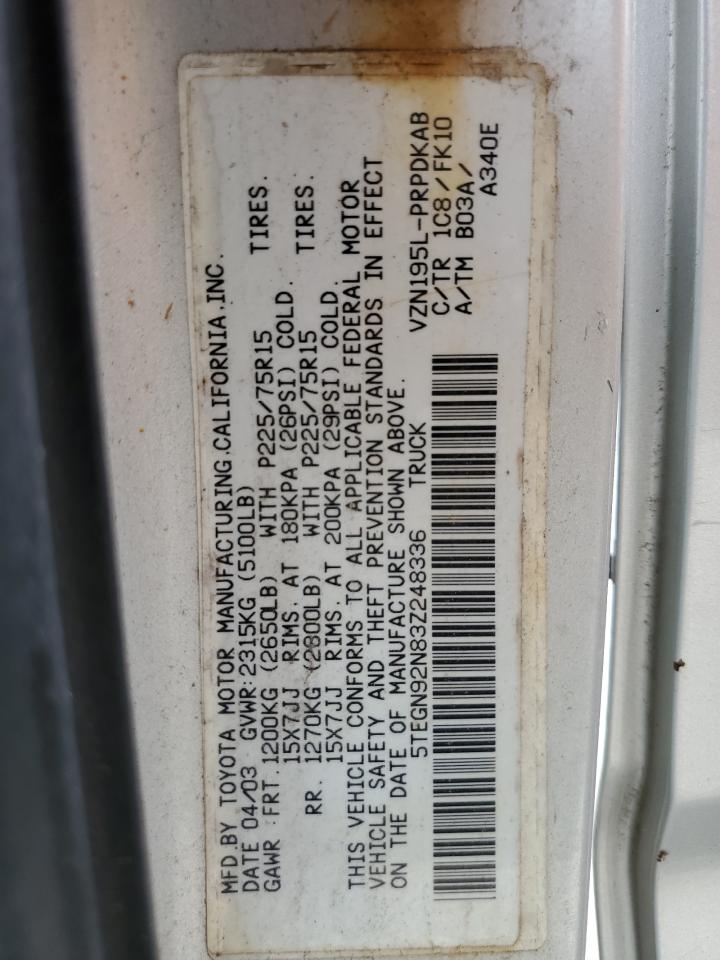 MFD.BY TOYOTA MOTOR MANUFACTURING.CALIFORNIA.INC.
DATE 04/03 GVWR:2315KG (5100LB)
GAWR :FRT.1200KG (2650LB) WITH P225/75R15 TIRES.
15X7JJ RIMS. AT 180KPA (26PSI) COLD.
RR. 1270KG (2800LB) WITH P225/75R15 TIRES.
15X7JJ RIMS. AT 200KPA (29PSI) COLD.
THIS VEHICLE CONFORMS TO ALL APPLICABLE FEDERAL MOTOR
VEHICLE SAFETY AND THEFT PREVENTION STANDARDS IN EFFECT
ON THE DATE OF MANUFACTURE SHOWN ABOVE.
5TEGN92N83Z248336 TRUCK
VZN195L-PRPDKAB
C/TR 1C8/FK10
A/TM B03A/
A340E